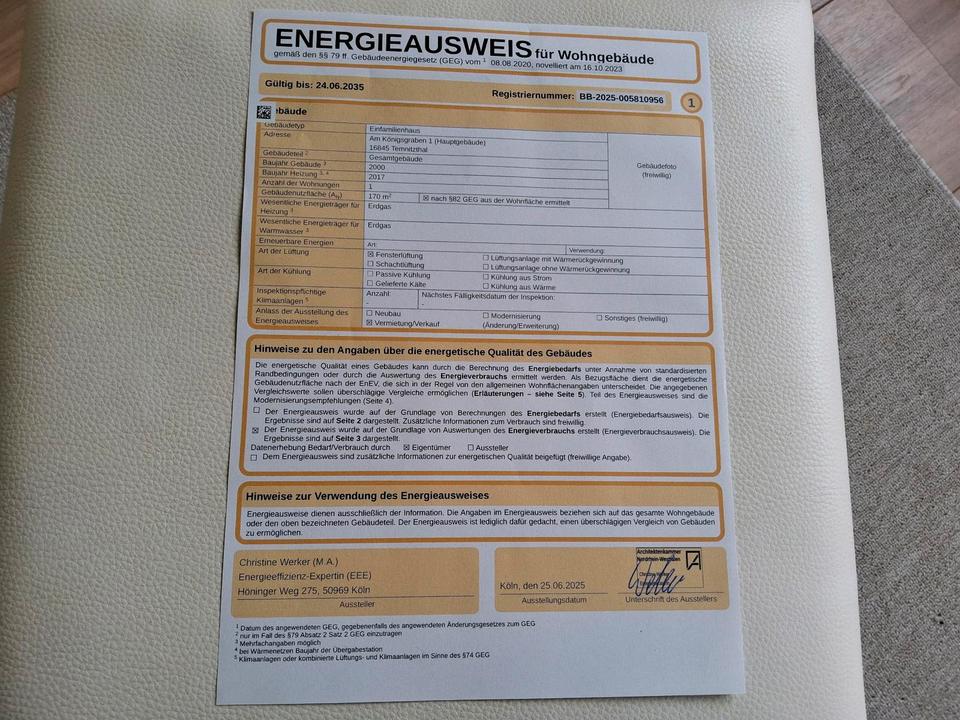 ENERGIEAUSWEIS für Wohngebäude
gemäß den §§ 79 ff. Gebäudeenergiegesetz (GEG) vom ¹ 08.08.2020, novelliert am 16.10.2023
Gültig bis: 24.06.2035
Registriernummer: BB-2025-005810956
1
ebäude
Gebäudetyp
Einfamilienhaus
Adresse
Am Königsgraben 1 (Hauptgebäude)
16845 Temnitzthal
Gebäudefoto
(freiwillig)
Gebäudeteil ²
Gesamtgebäude
Baujahr Gebäude ³
2000
Baujahr Heizung ³, ⁴
2017
Anzahl der Wohnungen
1
Gebäudenutzfläche (AN)
170 m²
☒ nach §82 GEG aus der Wohnfläche ermittelt
Wesentliche Energieträger für
Heizung ³
Erdgas
Wesentliche Energieträger für
Warmwasser ³
Erdgas
Erneuerbare Energien
Art:
Verwendung:
Art der Lüftung
☒ Fensterlüftung
☐ Lüftungsanlage mit Wärmerückgewinnung
☐ Schachtlüftung
☐ Lüftungsanlage ohne Wärmerückgewinnung
Art der Kühlung
☐ Passive Kühlung
☐ Kühlung aus Strom
☐ Gelieferte Kälte
☐ Kühlung aus Wärme
Inspektionspflichtige
Klimaanlagen ⁵
Anzahl:
-
Nächstes Fälligkeitsdatum der Inspektion:
-
Anlass der Ausstellung des
Energieausweises
☐ Neubau
☐ Modernisierung
☐ Sonstiges (freiwillig)
☒ Vermietung/Verkauf
(Änderung/Erweiterung)
Hinweise zu den Angaben über die energetische Qualität des Gebäudes
Die energetische Qualität eines Gebäudes kann durch die Berechnung des Energiebedarfs unter Annahme von standardisierten
Randbedingungen oder durch die Auswertung des Energieverbrauchs ermittelt werden. Als Bezugsfläche dient die energetische
Gebäudenutzfläche nach der EnEV, die sich in der Regel von den allgemeinen Wohnflächenangaben unterscheidet. Die angegebenen
Vergleichswerte sollen überschlägige Vergleiche ermöglichen (Erläuterungen – siehe Seite 5). Teil des Energieausweises sind die
Modernisierungsempfehlungen (Seite 4).
☐ Der Energieausweis wurde auf der Grundlage von Berechnungen des Energiebedarfs erstellt (Energiebedarfsausweis). Die
Ergebnisse sind auf Seite 2 dargestellt. Zusätzliche Informationen zum Verbrauch sind freiwillig.
☒ Der Energieausweis wurde auf der Grundlage von Auswertungen des Energieverbrauchs erstellt (Energieverbrauchsausweis). Die
Ergebnisse sind auf Seite 3 dargestellt.
Datenerhebung Bedarf/Verbrauch durch ☒ Eigentümer ☐ Aussteller
☐ Dem Energieausweis sind zusätzliche Informationen zur energetischen Qualität beigefügt (freiwillige Angabe).
Hinweise zur Verwendung des Energieausweises
Energieausweise dienen ausschließlich der Information. Die Angaben im Energieausweis beziehen sich auf das gesamte Wohngebäude
oder den oben bezeichneten Gebäudeteil. Der Energieausweis ist lediglich dafür gedacht, einen überschlägigen Vergleich von Gebäuden
zu ermöglichen.
Christine Werker (M.A.)
Energieeffizienz-Expertin (EEE)
Höninger Weg 275, 50969 Köln
Aussteller
Köln, den 25.06.2025
Ausstellungsdatum
Architektenkammer
Nordrhein-Westfalen
Christine Werker
Unterschrift des Ausstellers
¹ Datum des angewendeten GEG, gegebenenfalls des angewendeten Änderungsgesetzes zum GEG
² nur im Fall des §79 Absatz 2 Satz 2 GEG einzutragen
³ Mehrfachangaben möglich
⁴ bei Wärmenetzen Baujahr der Übergabestation
⁵ Klimaanlagen oder kombinierte Lüftungs- und Klimaanlagen im Sinne des §74 GEG